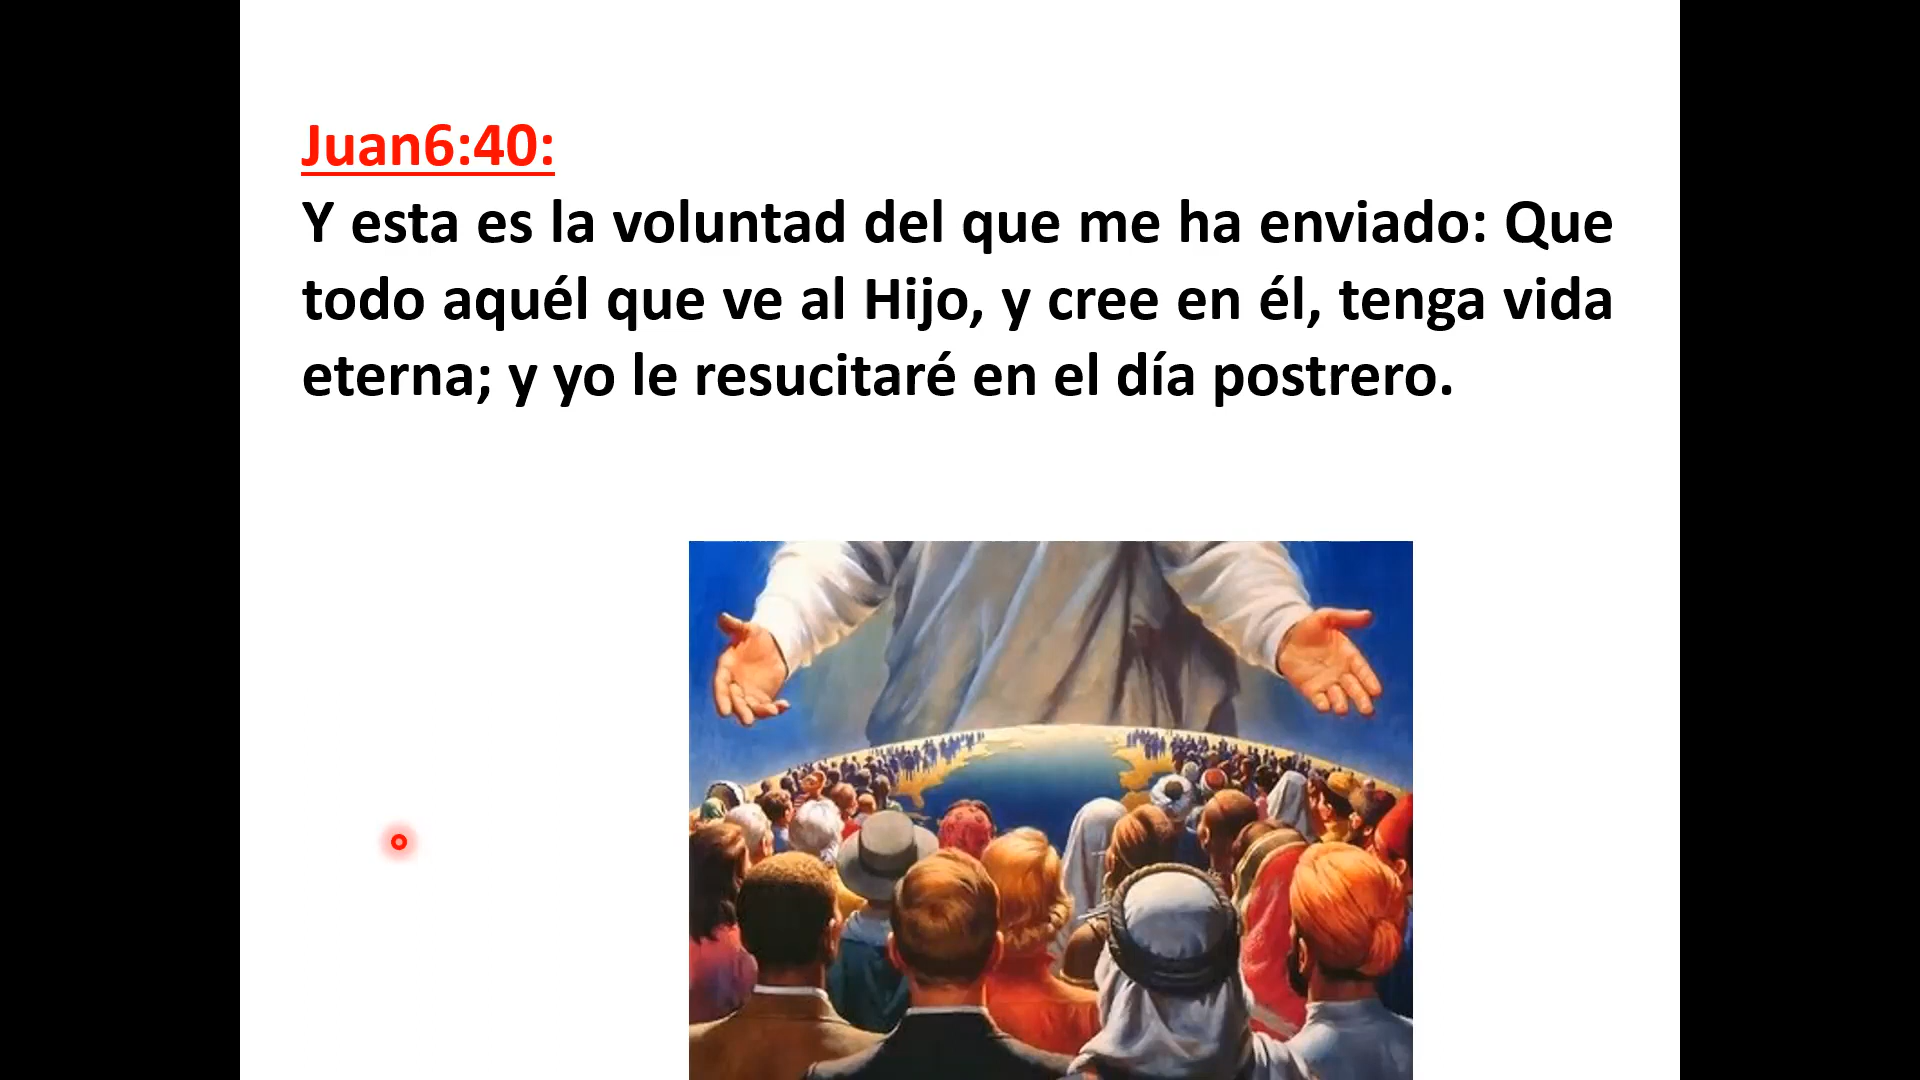 Juan6:40:
Y esta es la voluntad del que me ha enviado: Que
todo aquél que ve al Hijo, y cree en él, tenga vida
eterna; y yo le resucitaré en el día postrero.